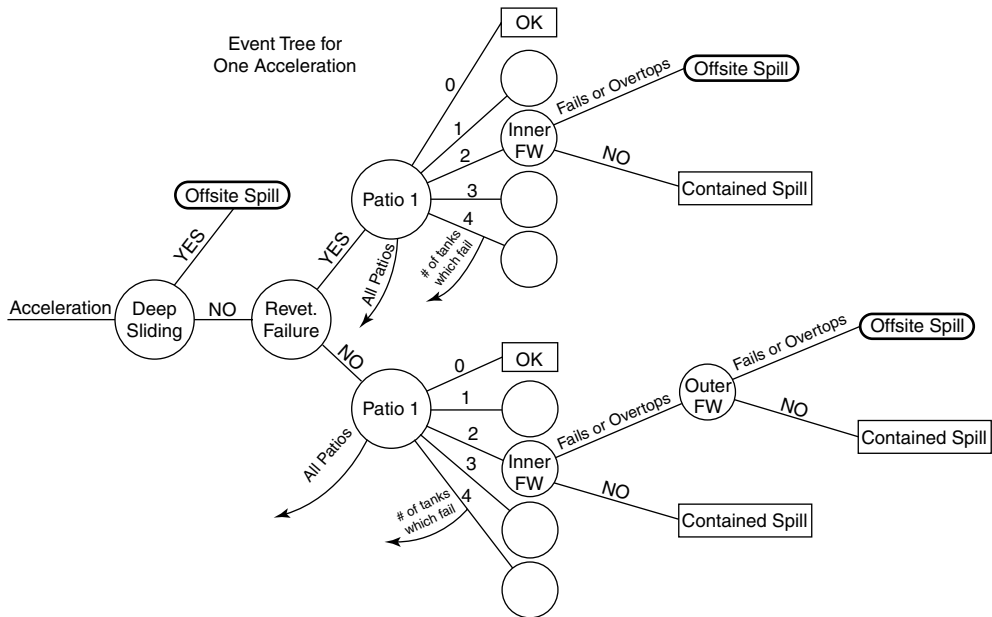 Event Tree for
One Acceleration
OK
0
1
2
3
4
Fails or Overtops
Offsite Spill
Inner
FW
NO
Contained Spill
Patio 1
# of tanks
which fail
All Patios
Offsite Spill
YES
YES
Acceleration
Deep
Sliding
NO
Revet.
Failure
NO
Patio 1
All Patios
0
1
2
3
4
OK
# of tanks
which fail
Inner
FW
Fails or Overtops
NO
Contained Spill
Outer
FW
Fails or Overtops
Offsite Spill
NO
Contained Spill